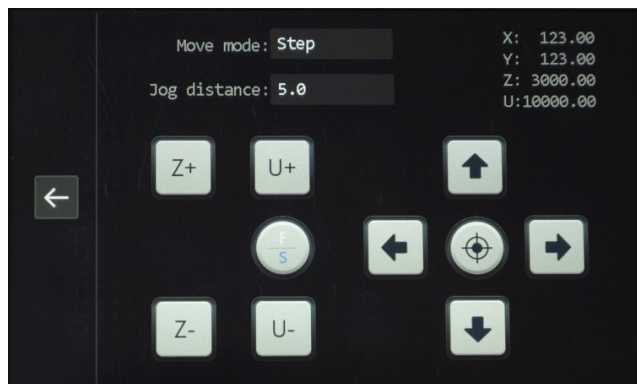 Move mode: Step
Jog distance: 5.0
X: 123.00
Y: 123.00
Z: 3000.00
U:10000.00
Z+
U+
F
S
Z-
U-